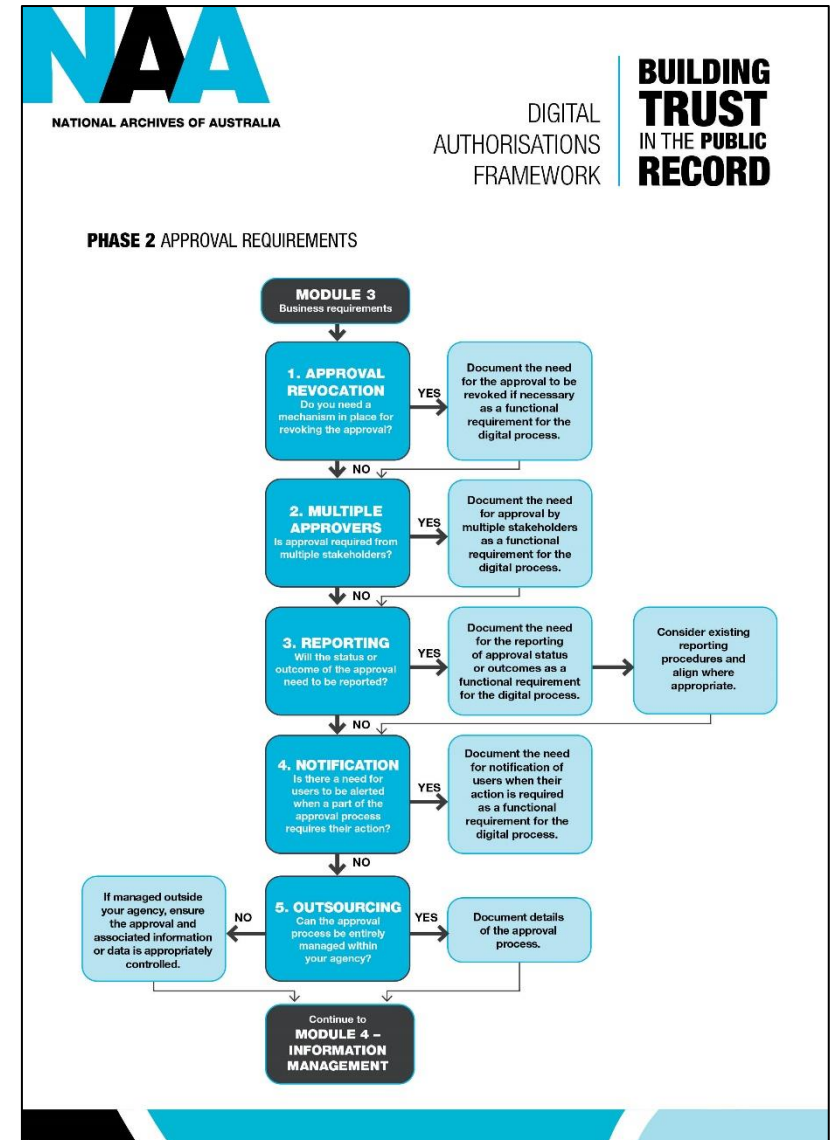 NAA
NATIONAL ARCHIVES OF AUSTRALIA
DIGITAL
AUTHORISATIONS
FRAMEWORK
BUILDING
TRUST
IN THE PUBLIC
RECORD
PHASE 2 APPROVAL REQUIREMENTS
MODULE 3
Business requirements
1. APPROVAL
REVOCATION
Do you need a
mechanism in place for
revoking the approval?
YES
Document the need
for the approval to be
revoked if necessary
as a functional
requirement for the
digital process.
NO
2. MULTIPLE
APPROVERS
Is approval required from
multiple stakeholders?
YES
Document the need
for approval by
multiple stakeholders
as a functional
requirement for the
digital process.
NO
3. REPORTING
Will the status or
outcome of the approval
need to be reported?
YES
Document the need
for the reporting
of approval status
or outcomes as a
functional requirement
for the digital process.
Consider existing
reporting
procedures and
align where
appropriate.
NO
4. NOTIFICATION
Is there a need for
users to be alerted
when a part of the
approval process
requires their action?
YES
Document the need
for notification of
users when their
action is required
as a functional
requirement for the
digital process.
NO
5. OUTSOURCING
Can the approval
process be entirely
managed within
your agency?
NO
If managed outside
your agency, ensure
the approval and
associated information
or data is appropriately
controlled.
YES
Document details
of the approval
process.
Continue to
MODULE 4 –
INFORMATION
MANAGEMENT